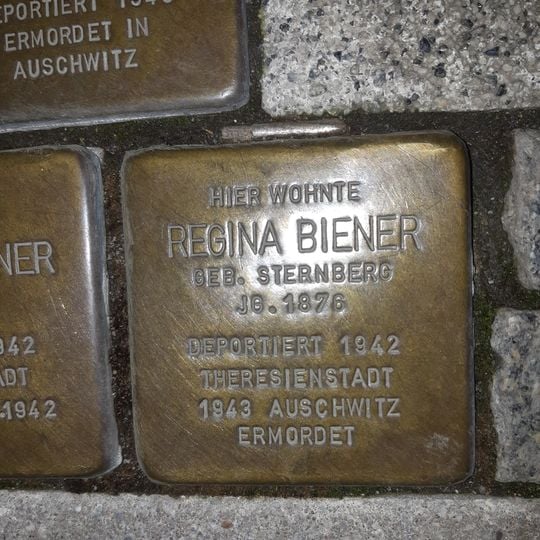 DEPORTIERT
ERMORDET IN
AUSCHWITZ
NER
942
ADT
.1942
HIER WOHNTE
REGINA BIENER
GEB. STERNBERG
JG. 1876
DEPORTIERT 1942
THERESIENSTADT
1943 AUSCHWITZ
ERMORDET